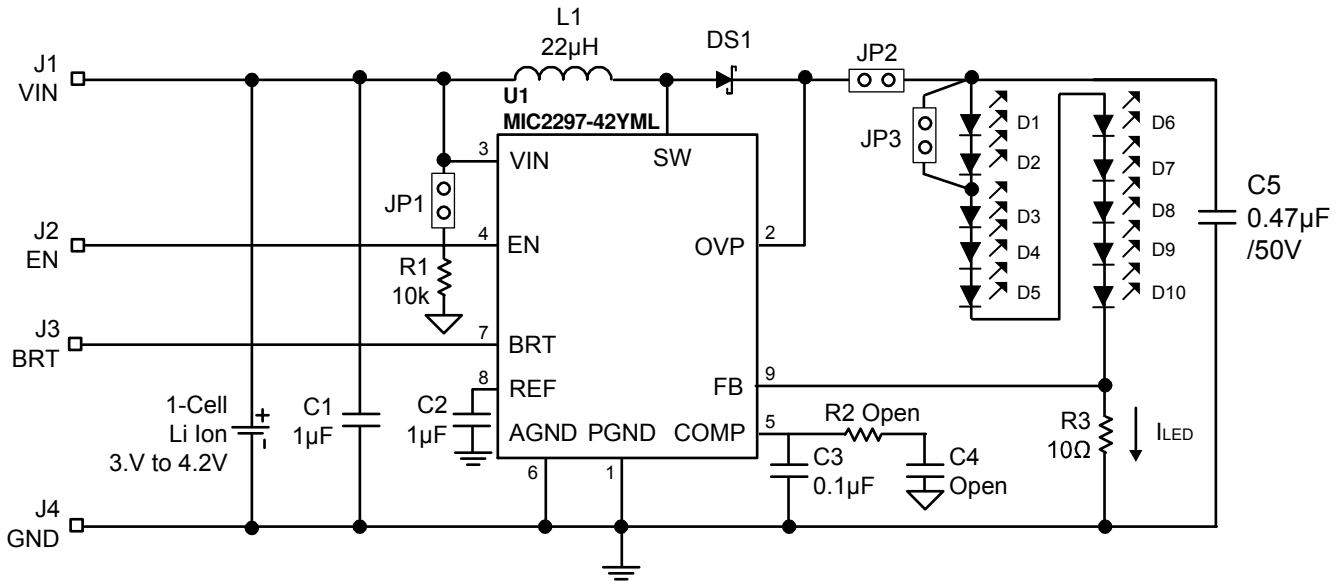 L1
22µH
DS1
JP2
J1
VIN
U1
MIC2297-42YML
3
VIN
SW
JP1
JP3
D1
D2
D3
D4
D5
D6
D7
D8
D9
D10
C5
0.47µF
/50V
J2
EN
4
EN
OVP
2
R1
10k
J3
BRT
7
BRT
8
REF
FB
9
1-Cell
Li Ion
3.V to 4.2V
+
-
C1
1µF
C2
1µF
AGND
PGND
COMP
5
R2 Open
R3
10Ω
ILED
6
1
C3
0.1µF
C4
Open
J4
GND